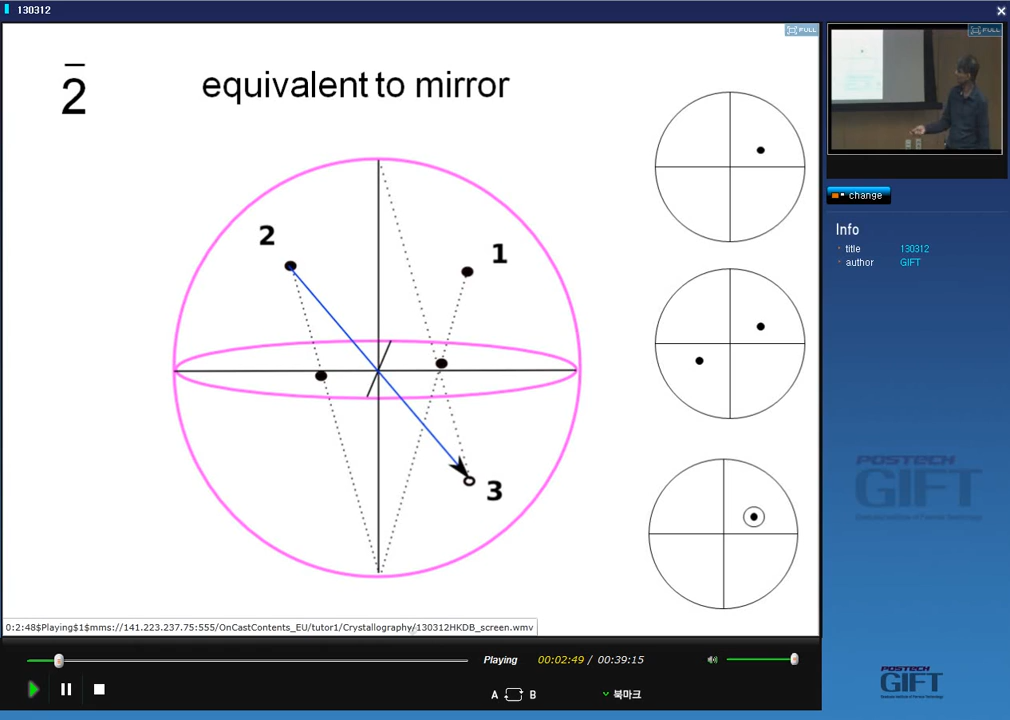 130312
FULL
2̅
equivalent to mirror
2
1
3
0:2:48$Playing$1$mms://141.223.237.75:555/OnCastContents_EU/tutor1/Crystallography/130312HKDB_screen.wmv
Playing
00:02:49 / 00:39:15
A B
북마크
FULL
change
Info
title 130312
author GIFT
POSTECH
GIFT
POSTECH
GIFT